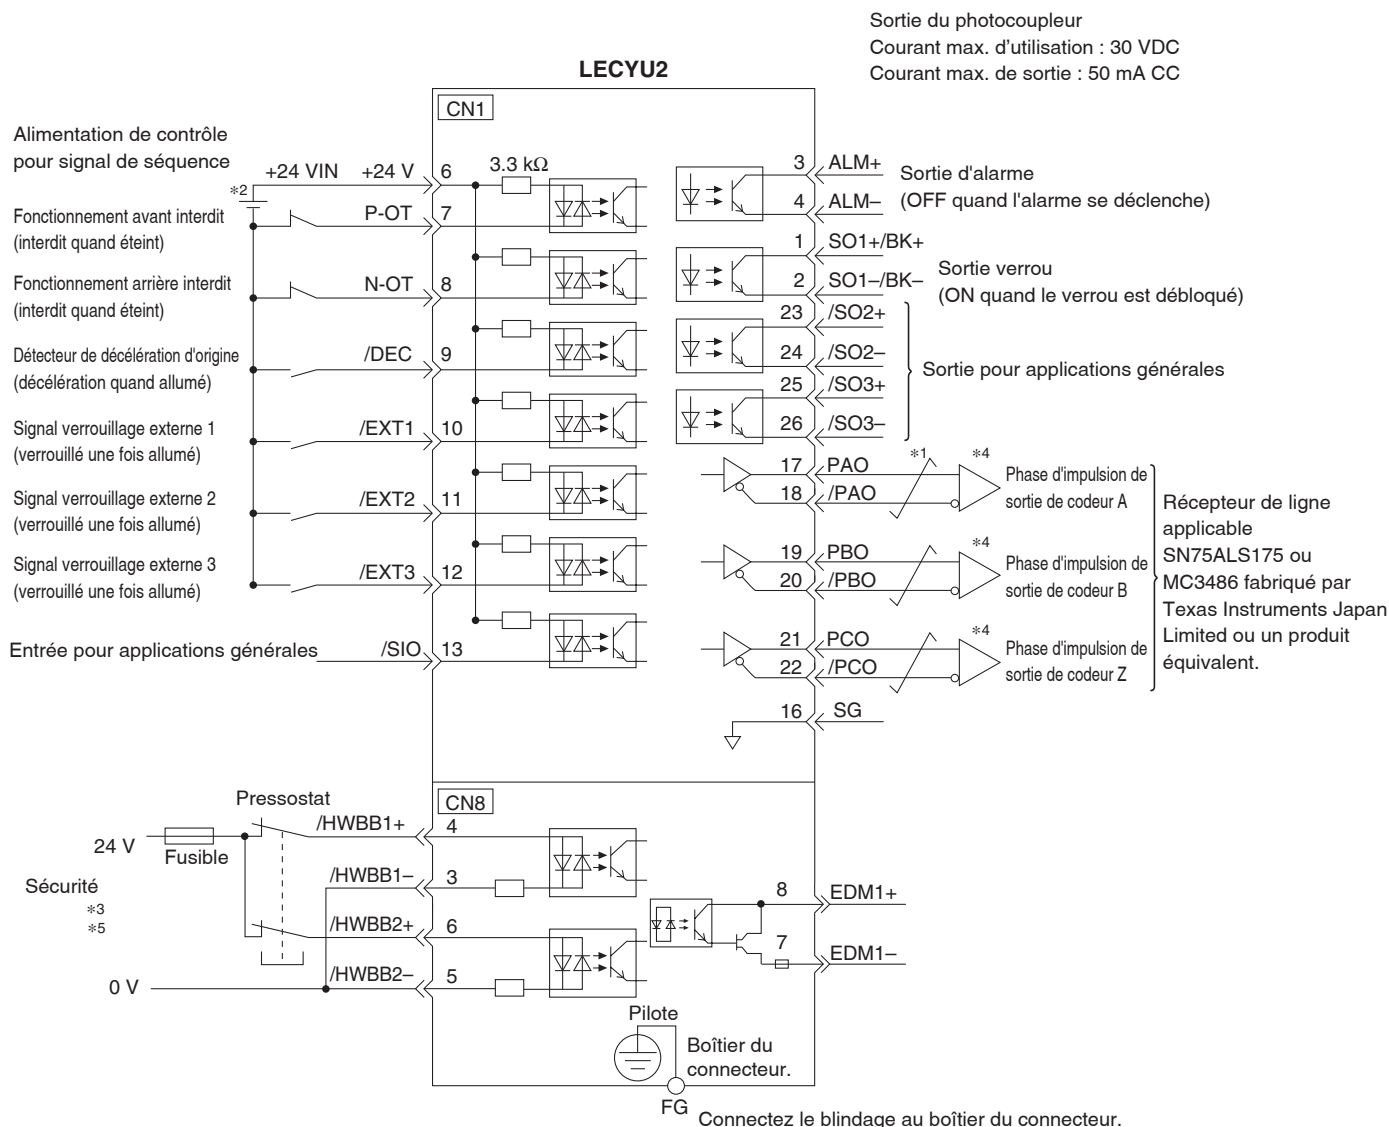 Sortie du photocoupleur
Courant max. d'utilisation : 30 VDC
Courant max. de sortie : 50 mA CC
LECYU2
CN1
Alimentation de contrôle
pour signal de séquence
+24 VIN
+24 V
6
3.3 kΩ
*2
Fonctionnement avant interdit
(interdit quand éteint)
P-OT
7
Fonctionnement arrière interdit
(interdit quand éteint)
N-OT
8
Détecteur de décélération d'origine
(décélération quand allumé)
/DEC
9
Signal verrouillage externe 1
(verrouillé une fois allumé)
/EXT1
10
Signal verrouillage externe 2
(verrouillé une fois allumé)
/EXT2
11
Signal verrouillage externe 3
(verrouillé une fois allumé)
/EXT3
12
Entrée pour applications générales
/SIO
13
3
ALM+
4
ALM–
Sortie d'alarme
(OFF quand l'alarme se déclenche)
1
SO1+/BK+
2
SO1–/BK–
Sortie verrou
(ON quand le verrou est débloqué)
23
/SO2+
24
/SO2–
25
/SO3+
26
/SO3–
Sortie pour applications générales
17
PAO
18
/PAO
*1
*4
Phase d'impulsion de
sortie de codeur A
19
PBO
20
/PBO
*4
Phase d'impulsion de
sortie de codeur B
21
PCO
22
/PCO
*4
Phase d'impulsion de
sortie de codeur Z
Récepteur de ligne
applicable
SN75ALS175 ou
MC3486 fabriqué par
Texas Instruments Japan
Limited ou un produit
équivalent.
16
SG
CN8
Pressostat
24 V
Fusible
/HWBB1+
4
/HWBB1–
3
Sécurité
*3
*5
/HWBB2+
6
/HWBB2–
5
0 V
8
EDM1+
7
EDM1–
Pilote
Boîtier du
connecteur.
FG
Connectez le blindage au boîtier du connecteur.